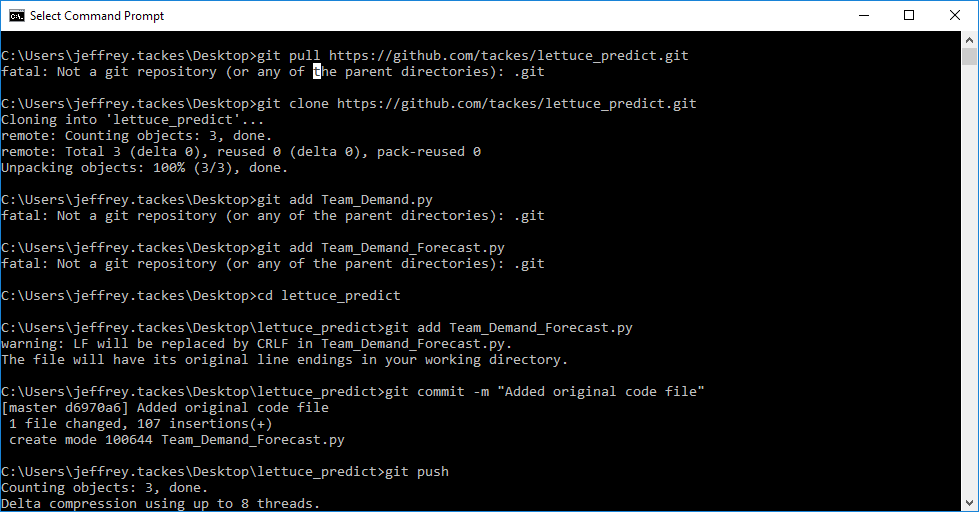 Select Command Prompt
C:\Users\jeffrey.tackes\Desktop>git pull https://github.com/tackes/lettuce_predict.git
fatal: Not a git repository (or any of the parent directories): .git
C:\Users\jeffrey.tackes\Desktop>git clone https://github.com/tackes/lettuce_predict.git
Cloning into 'lettuce_predict'...
remote: Counting objects: 3, done.
remote: Total 3 (delta 0), reused 0 (delta 0), pack-reused 0
Unpacking objects: 100% (3/3), done.
C:\Users\jeffrey.tackes\Desktop>git add Team_Demand.py
fatal: Not a git repository (or any of the parent directories): .git
C:\Users\jeffrey.tackes\Desktop>git add Team_Demand_Forecast.py
fatal: Not a git repository (or any of the parent directories): .git
C:\Users\jeffrey.tackes\Desktop>cd lettuce_predict
C:\Users\jeffrey.tackes\Desktop\lettuce_predict>git add Team_Demand_Forecast.py
warning: LF will be replaced by CRLF in Team_Demand_Forecast.py.
The file will have its original line endings in your working directory.
C:\Users\jeffrey.tackes\Desktop\lettuce_predict>git commit -m "Added original code file"
[master d6970a6] Added original code file
 1 file changed, 107 insertions(+)
 create mode 100644 Team_Demand_Forecast.py
C:\Users\jeffrey.tackes\Desktop\lettuce_predict>git push
Counting objects: 3, done.
Delta compression using up to 8 threads.